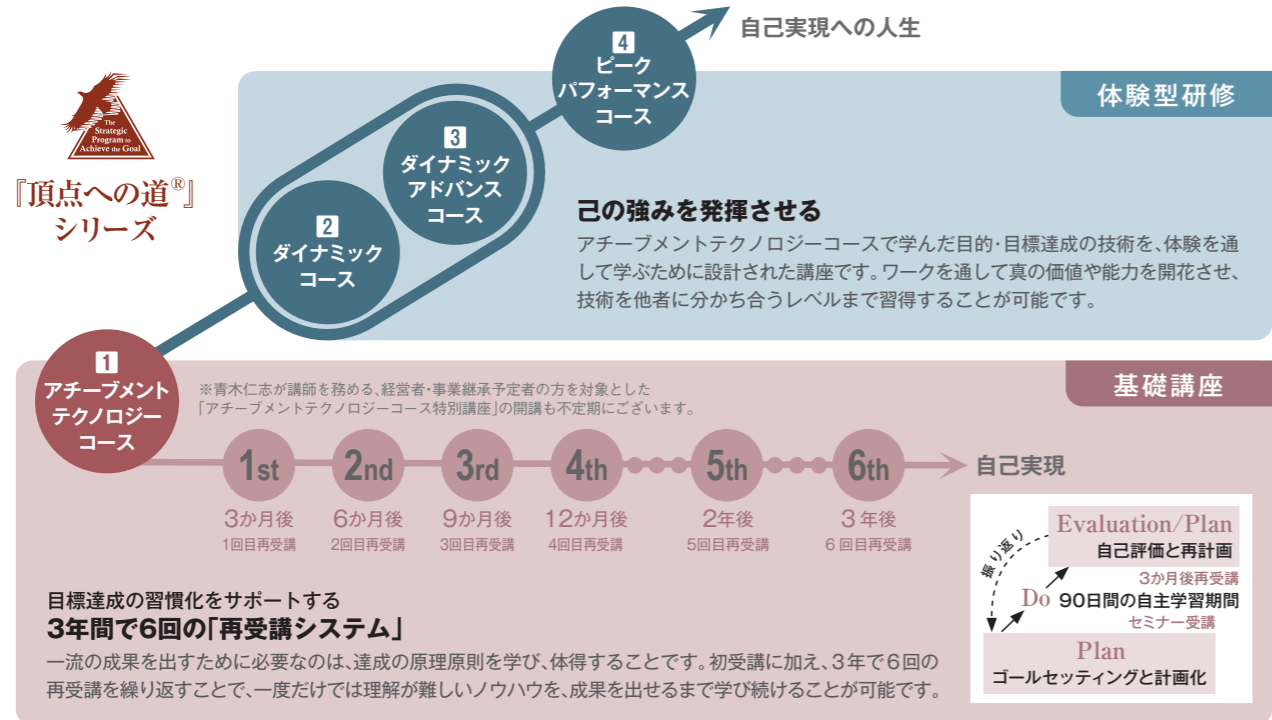 The
Strategic
Program to
Achieve the Goal
『頂点への道®』
シリーズ
自己実現への人生
4
ピーク
パフォーマンス
コース
体験型研修
3
ダイナミック
アドバンス
コース
2
ダイナミック
コース
己の強みを発揮させる
アチーブメントテクノロジーコースで学んだ目的・目標達成の技術を、体験を通
して学ぶために設計された講座です。ワークを通して真の価値や能力を開花させ、
技術を他者に分かち合うレベルまで習得することが可能です。
1
アチーブメント
テクノロジー
コース
基礎講座
※青木仁志が講師を務める、経営者・事業継承予定者の方を対象とした
「アチーブメントテクノロジーコース特別講座」の開講も不定期にございます。
1st 2nd 3rd 4th 5th 6th 自己実現
3か月後 6か月後 9か月後 12か月後 2年後 3年後
1回目再受講 2回目再受講 3回目再受講 4回目再受講 5回目再受講 6回目再受講
目標達成の習慣化をサポートする
3年間で6回の「再受講システム」
一流の成果を出すために必要なのは、達成の原理原則を学び、体得することです。初受講に加え、3年で6回の
再受講を繰り返すことで、一度だけでは理解が難しいノウハウを、成果を出せるまで学び続けることが可能です。
Evaluation/Plan
自己評価と再計画
振り返り
3か月後再受講
Do 90日間の自主学習期間
セミナー受講
Plan
ゴールセッティングと計画化